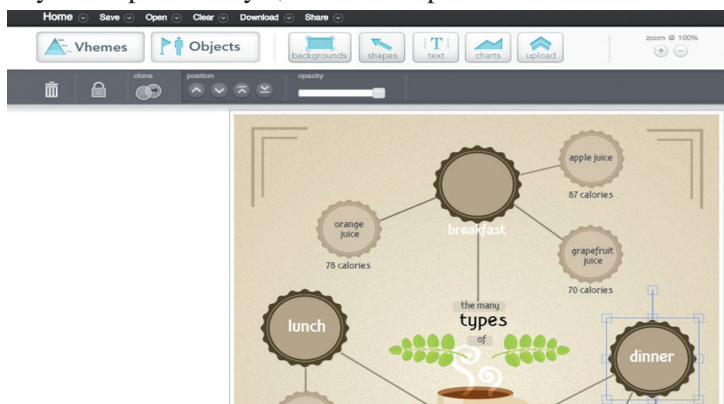 Home Save Open Clear Download Share
Vhemes Objects backgrounds shapes text charts upload zoom @ 100%
clone position opacity
apple juice
87 calories
orange
juice
78 calories
breakfast
grapefruit
juice
70 calories
the many
types
of
lunch
dinner